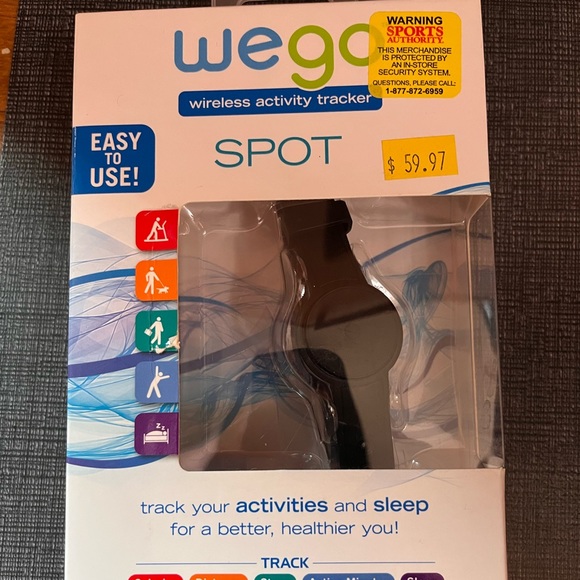 wego
WARNING
SPORTS
AUTHORITY.
THIS MERCHANDISE
IS PROTECTED BY
AN IN-STORE
SECURITY SYSTEM.
QUESTIONS, PLEASE CALL:
1-877-872-6959
wireless activity tracker
EASY
TO
USE!
SPOT
$ 59.97
zz
track your activities and sleep
for a better, healthier you!
TRACK